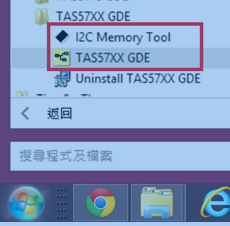 TAS57XX GDE
I2C Memory Tool
TAS57XX GDE
Uninstall TAS57XX GDE
返回
搜尋程式及檔案